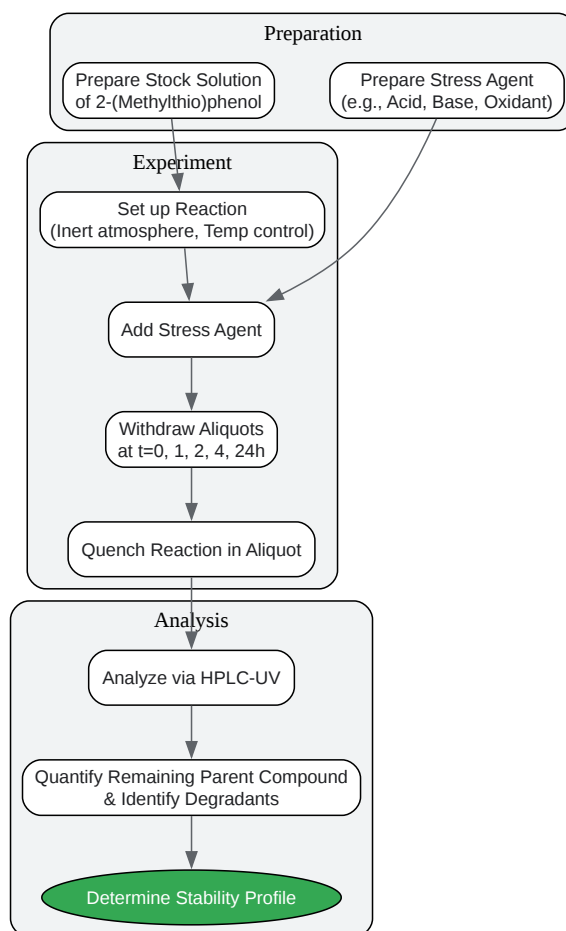 Preparation
Prepare Stock Solution
of 2-(Methylthio)phenol
Prepare Stress Agent
(e.g., Acid, Base, Oxidant)
Experiment
Set up Reaction
(Inert atmosphere, Temp control)
Add Stress Agent
Withdraw Aliquots
at t=0, 1, 2, 4, 24h
Quench Reaction in Aliquot
Analysis
Analyze via HPLC-UV
Quantify Remaining Parent Compound
& Identify Degradants
Determine Stability Profile